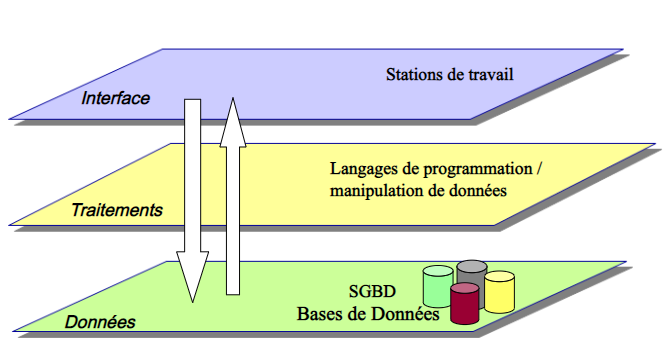 Stations de travail
Interface
Langages de programmation /
manipulation de données
Traitements
SGBD
Bases de Données
Données